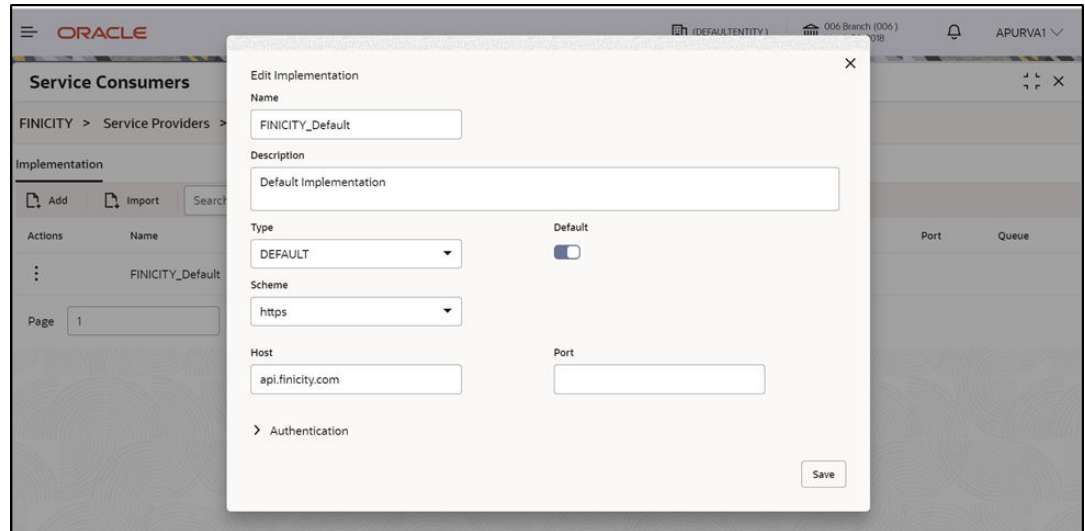 ORACLE
(DEFAULTENTITY)
006 Branch (006)
2018
APURVA1
Service Consumers
FINICITY > Service Providers >
Implementation
Add
Import
Search
Actions
Name
Port
Queue
FINICITY_Default
Page
1
Edit Implementation
Name
FINICITY_Default
Description
Default Implementation
Type
Default
DEFAULT
Scheme
https
Host
Port
api.finicity.com
Authentication
Save